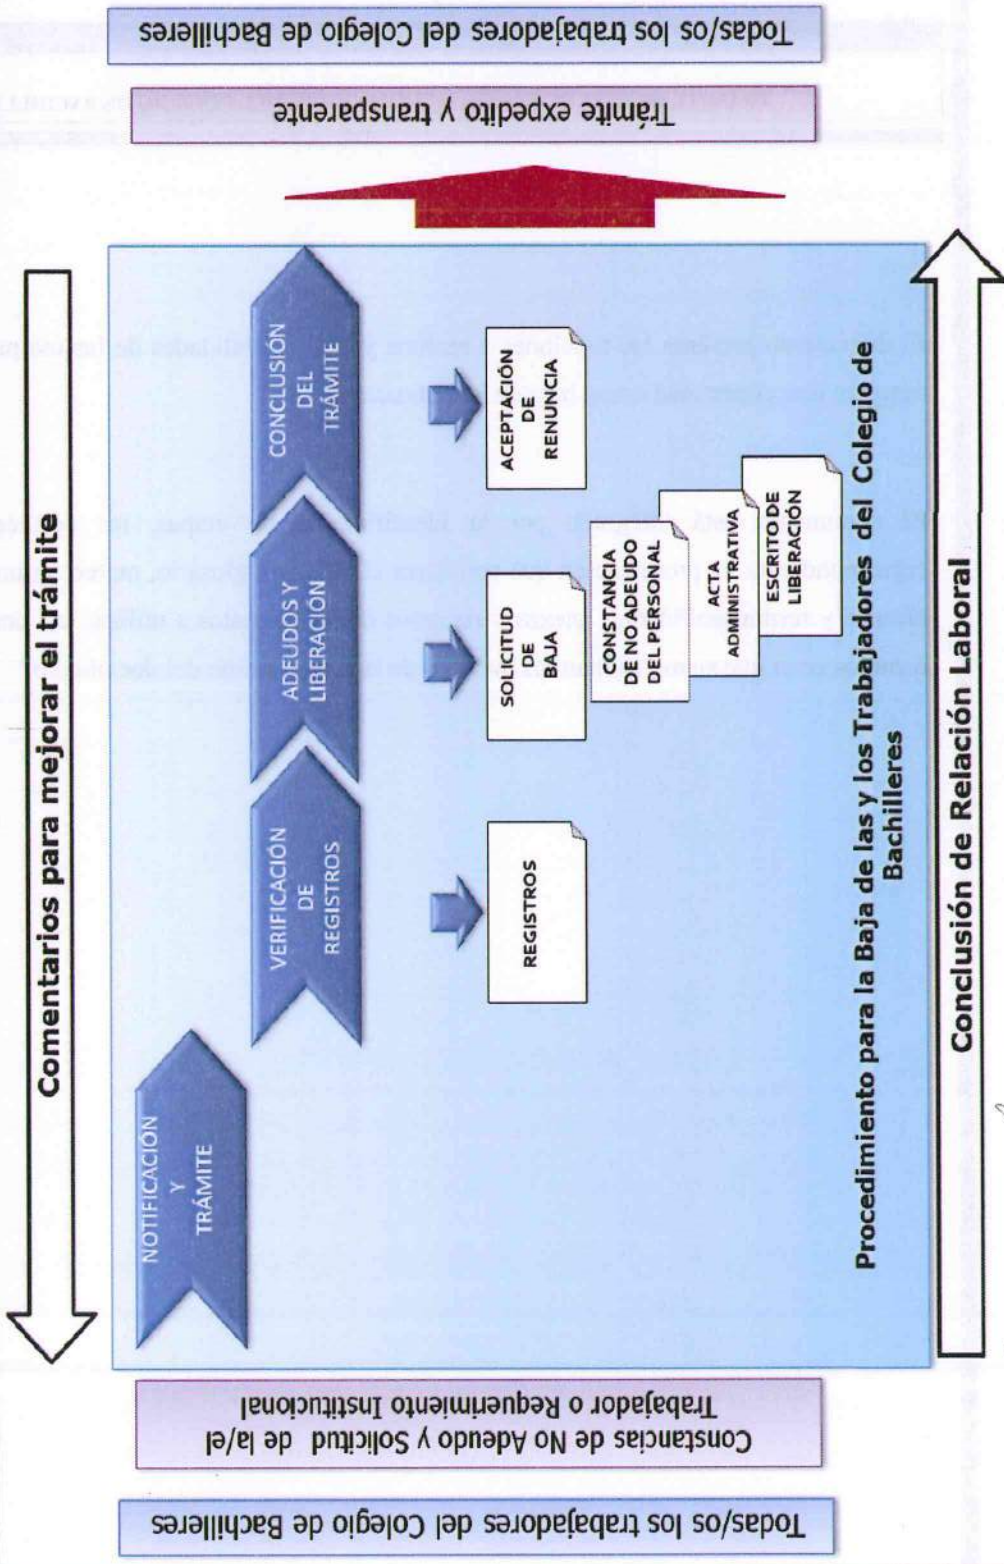 Comentarios para mejorar el trámite
Todas/os los trabajadores del Colegio de Bachilleres
Constancias de No Adeudo y Solicitud de la/el
Trabajador o Requerimiento Institucional
NOTIFICACIÓN
Y
TRÁMITE
VERIFICACIÓN
DE
REGISTROS
ADEUDOS Y
LIBERACIÓN
CONCLUSIÓN
DEL
TRÁMITE
REGISTROS
SOLICITUD
DE
BAJA
CONSTANCIA
DE NO ADEDO
DEL PERSONAL
ACTA
ADMINISTRATIVA
ESCRITO DE
LIBERACIÓN
ACEPTACIÓN
DE
RENUNCIA
Procedimiento para la Baja de las y los Trabajadores del Colegio de
Bachilleres
Trámite expedito y transparente
Todas/os los trabajadores del Colegio de Bachilleres
Conclusión de Relación Laboral